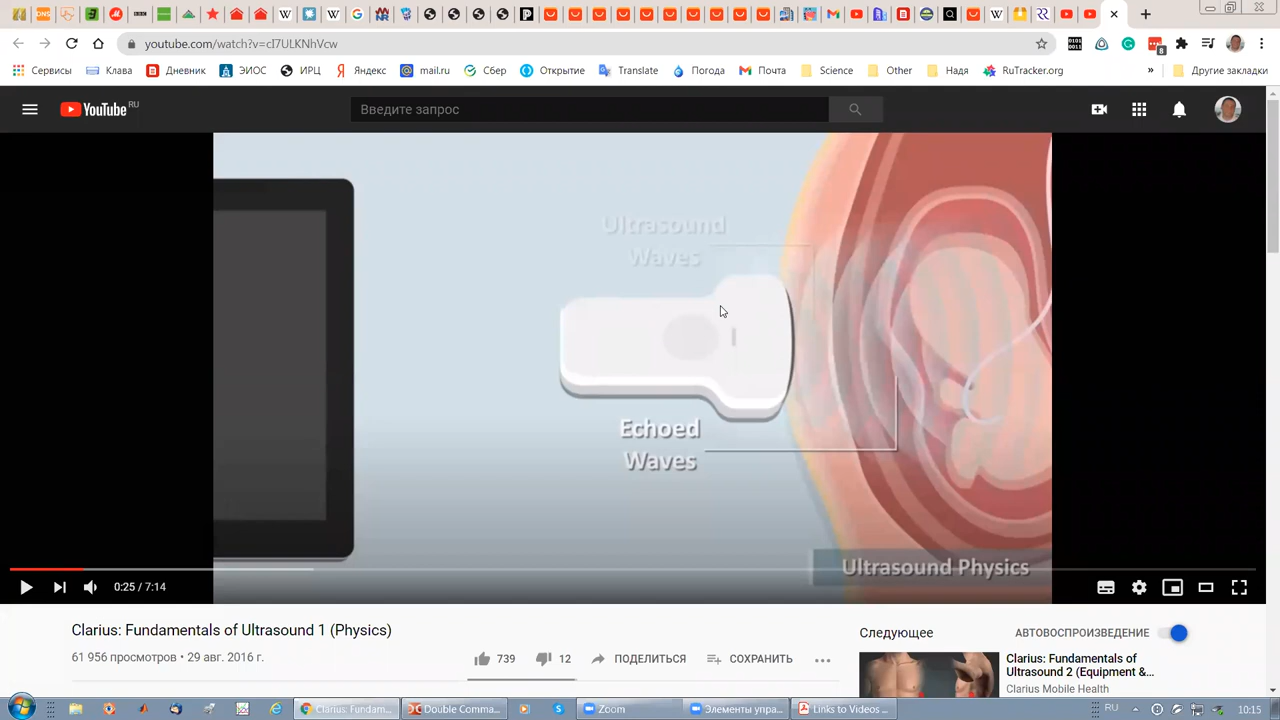 youtube.com/watch?v=cI7ULKNhVcw
8
Сервисы
Клава
Дневник
ЭИОС
ИРЦ
Яндекс
mail.ru
Сбер
Открытие
Translate
Погода
Почта
Science
Other
Надя
RuTracker.org
»
Другие закладки
YouTube RU
Введите запрос
Ultrasound
Waves
Echoed
Waves
Ultrasound Physics
0:25 / 7:14
Clarius: Fundamentals of Ultrasound 1 (Physics)
61 956 просмотров • 29 авг. 2016 г.
739
12
ПОДЕЛИТЬСЯ
СОХРАНИТЬ
Следующее
АВТОВОСПРОИЗВЕДЕНИЕ
Clarius: Fundamentals of
Ultrasound 2 (Equipment &...
Clarius Mobile Health
Clarius: Fundam...
Double Comma...
Zoom
Элементы упра...
Links to Videos ...
RU
10:15